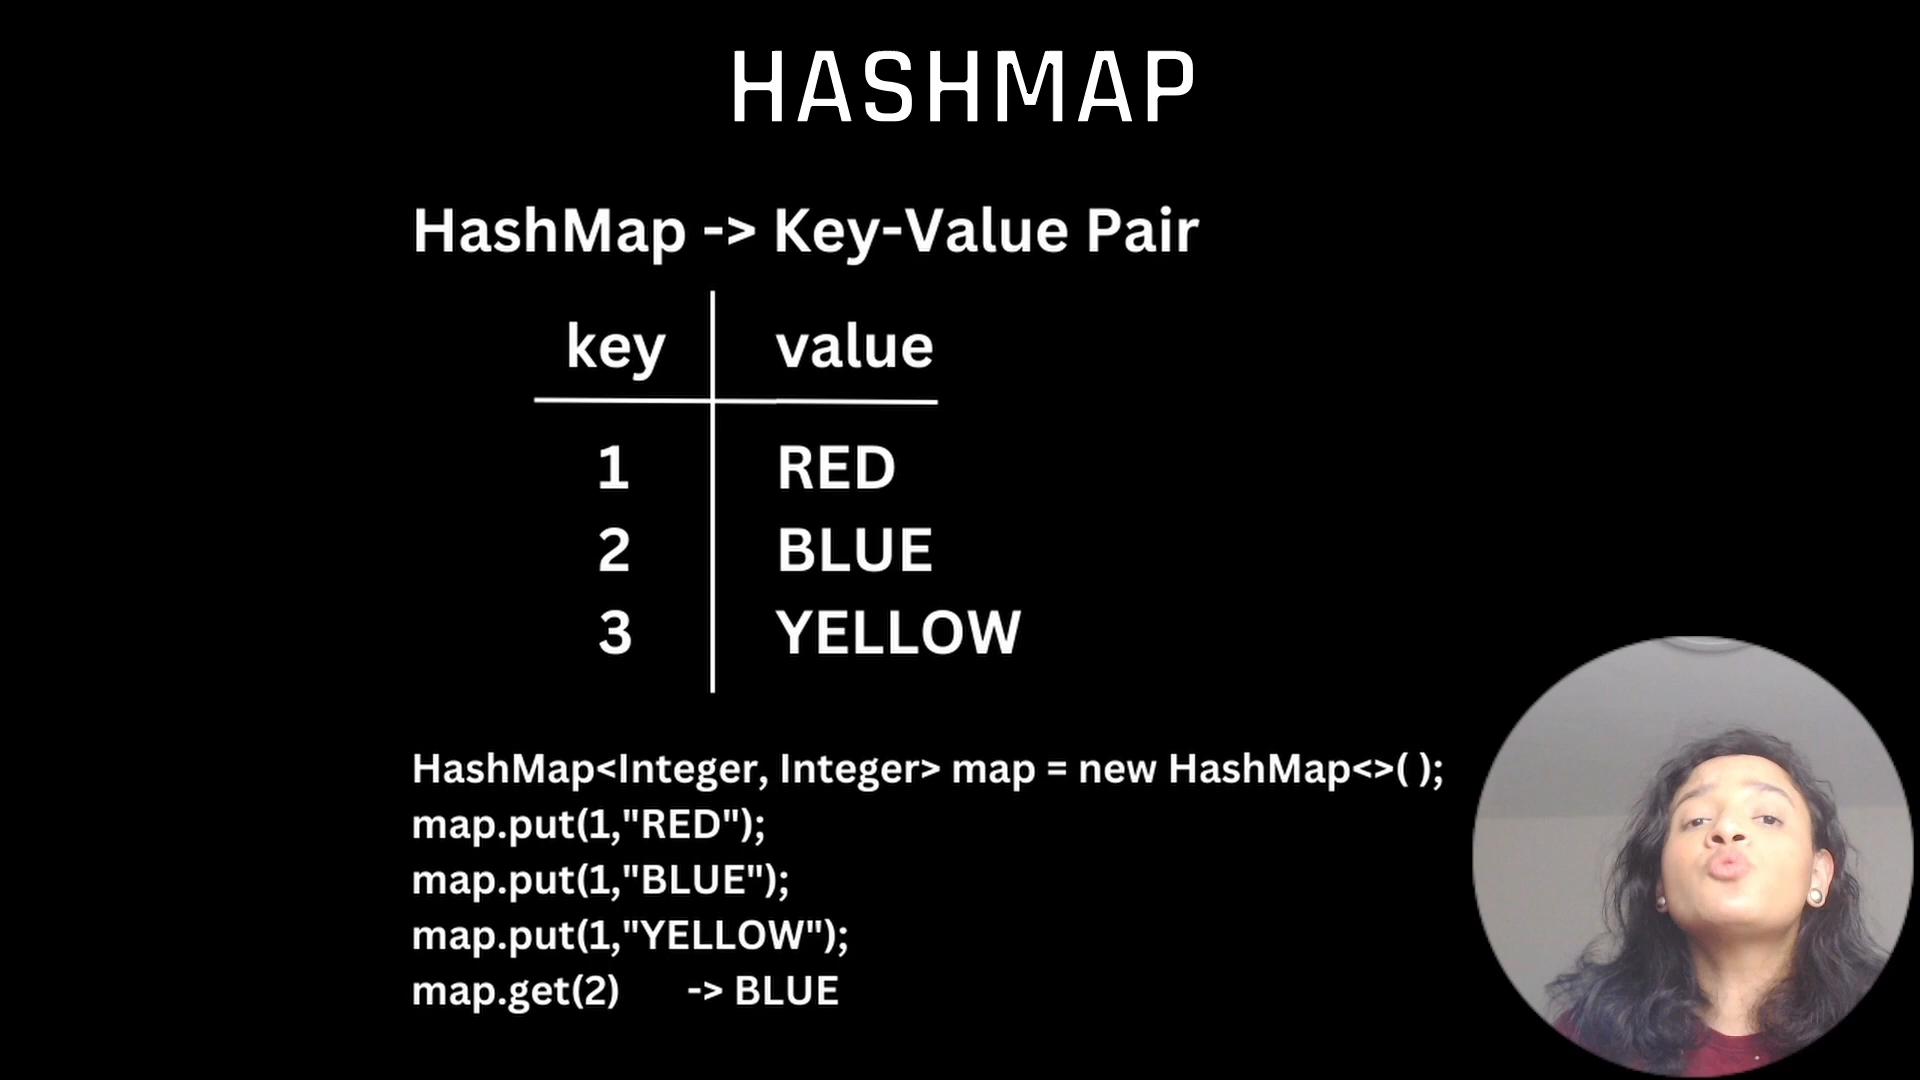 HASHMAP
HashMap -> Key-Value Pair
key value
1 RED
2 BLUE
3 YELLOW
HashMap<Integer, Integer> map = new HashMap<>( );
map.put(1,"RED");
map.put(1,"BLUE");
map.put(1,"YELLOW");
map.get(2) -> BLUE